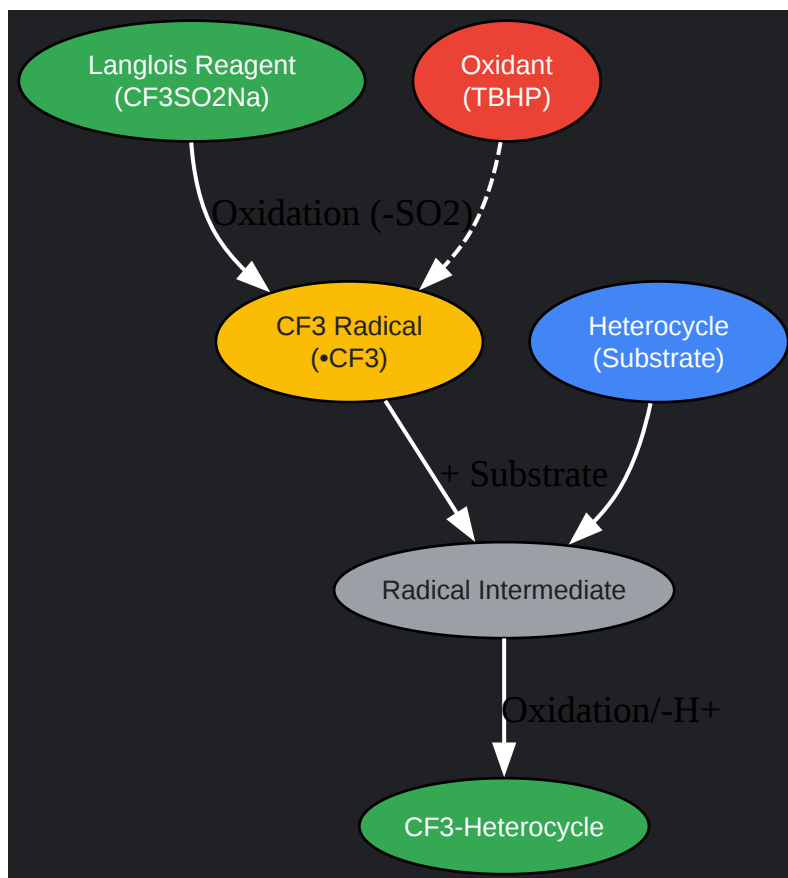 Langlois Reagent
(CF3SO2Na)
Oxidant
(TBHP)
Oxidation (-SO2)
CF3 Radical
(•CF3)
Heterocycle
(Substrate)
+ Substrate
Radical Intermediate
Oxidation/-H+
CF3-Heterocycle